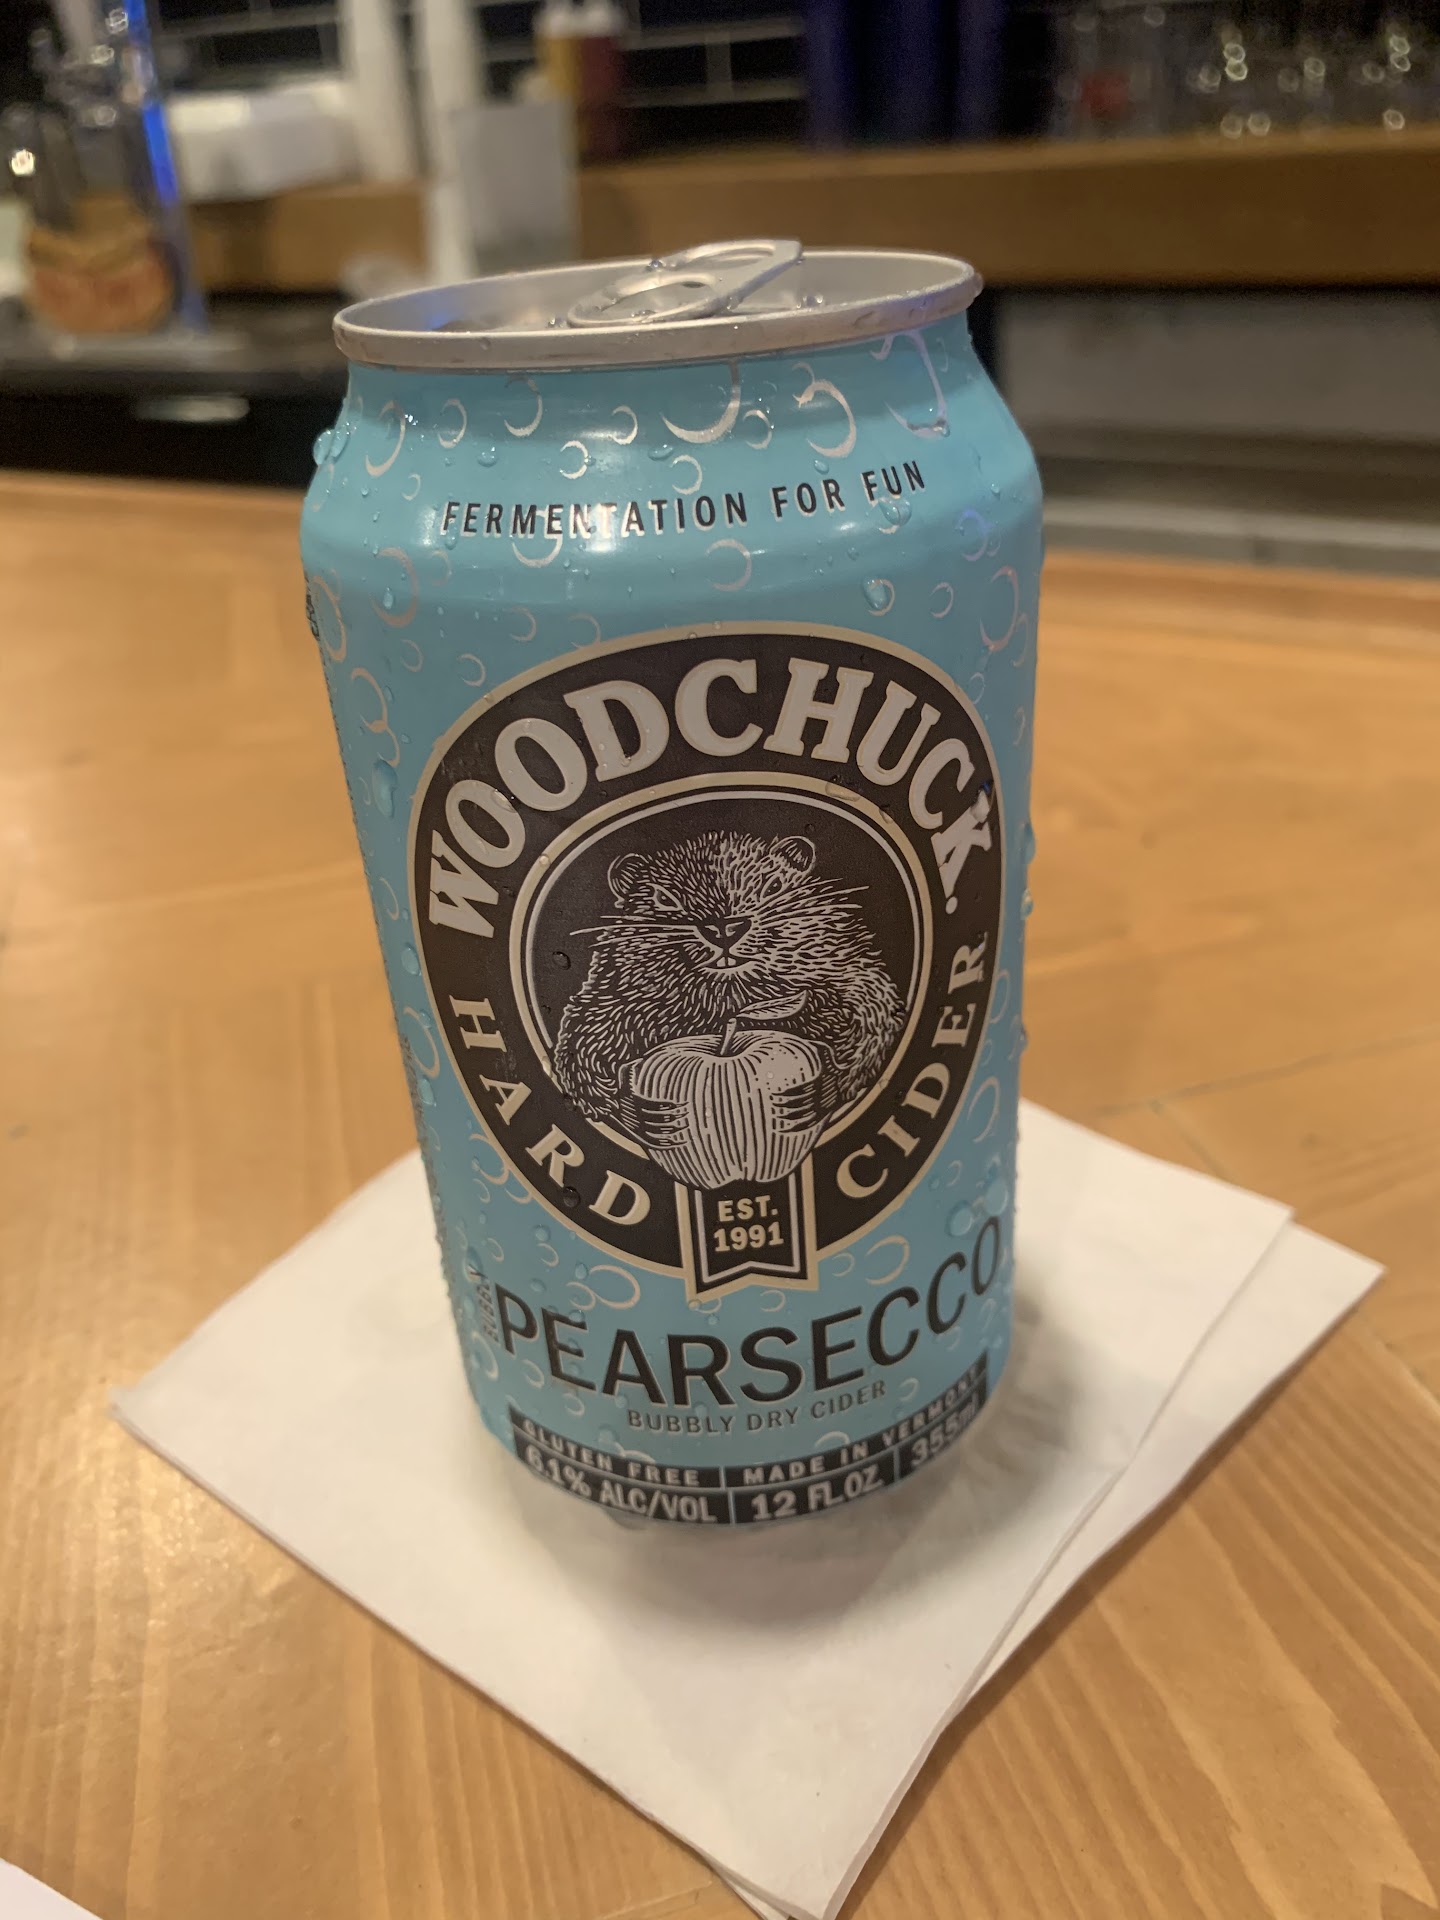 FERMENTATION FOR FUN
WOODCHUCK.
HARD CIDER
EST.
1991
PEARSECCO
BUBBLY DRY CIDER
GLUTEN FREE MADE IN VERMONT
6.1% ALC/VOL 12 FL OZ 355ml